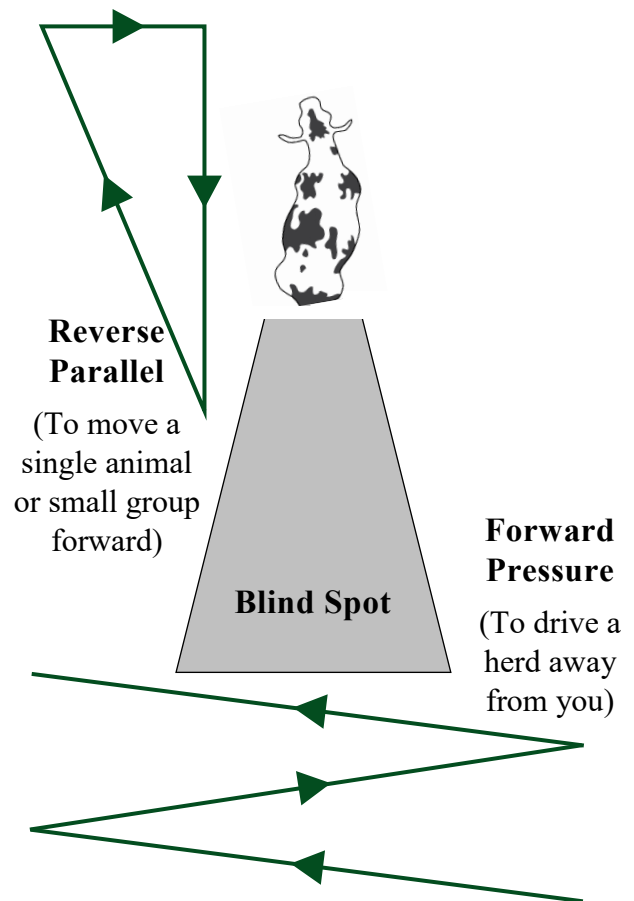 Reverse
Parallel
(To move a
single animal
or small group
forward)
Blind Spot
Forward
Pressure
(To drive a
herd away
from you)